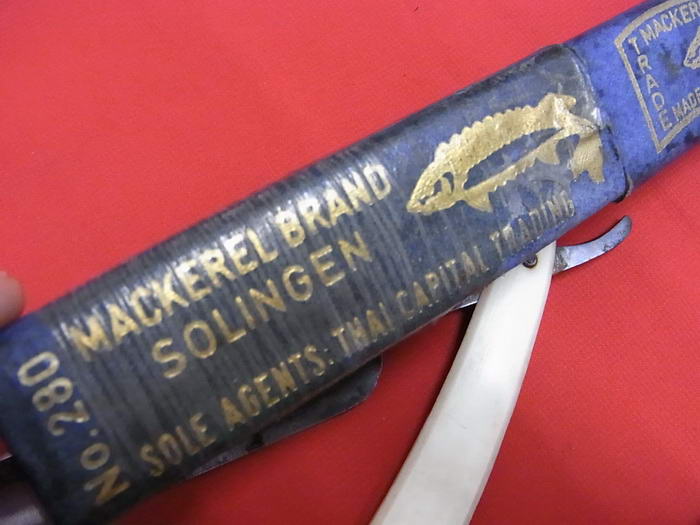 No. 280
MACKEREL BRAND
SOLINGEN
SOLE AGENTS: THAI CAPITAL TRADING
MACKER
TRADE
MADE